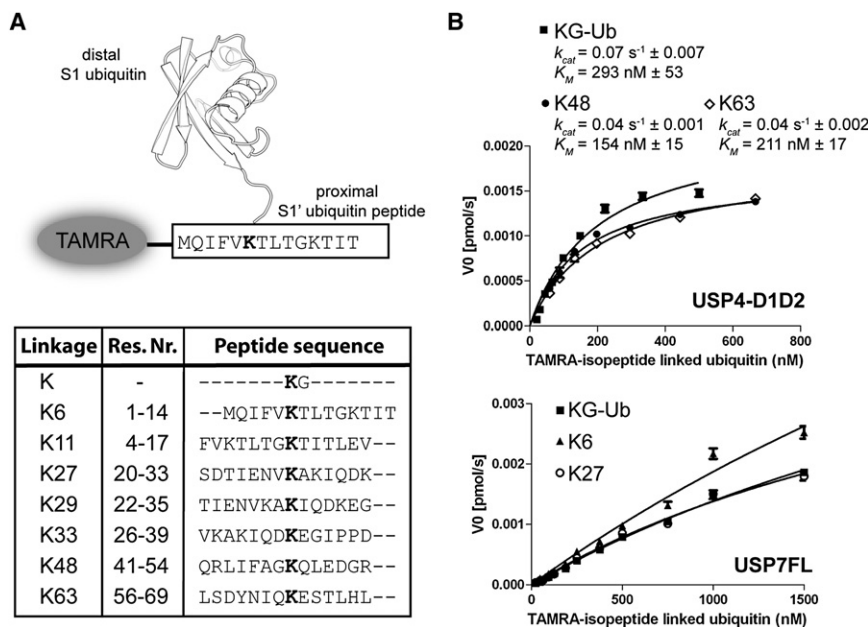 A
distal
S1 ubiquitin
proximal
S1' ubiquitin peptide
TAMRA
MQIFVKTLTGKTIT
Linkage Res. Nr. Peptide sequence
K - -------KG-------
K6 1-14 --MQIFVKTLTGKTIT
K11 4-17 FVKTLTGKTITLEV--
K27 20-33 SDTIENVKAKIQDK--
K29 22-35 TIENVKAKIQDKEG--
K33 26-39 VKAKIQDKEGIPPD--
K48 41-54 QRLIFAGKQLEDGR--
K63 56-69 LSDYNIQKESTLHL--
B
KG-Ub
kcat = 0.07 s-1 ± 0.007
KM = 293 nM ± 53
K48
kcat = 0.04 s-1 ± 0.001
KM = 154 nM ± 15
K63
kcat = 0.04 s-1 ± 0.002
KM = 211 nM ± 17
V0 [pmol/s]
0.0020
0.0015
0.0010
0.0005
0.0000
0 200 400 600 800
USP4-D1D2
TAMRA-isopeptide linked ubiquitin (nM)
V0 [pmol/s]
0.003
0.002
0.001
0.000
KG-Ub
K6
K27
USP7FL
0 500 1000 1500
TAMRA-isopeptide linked ubiquitin (nM)